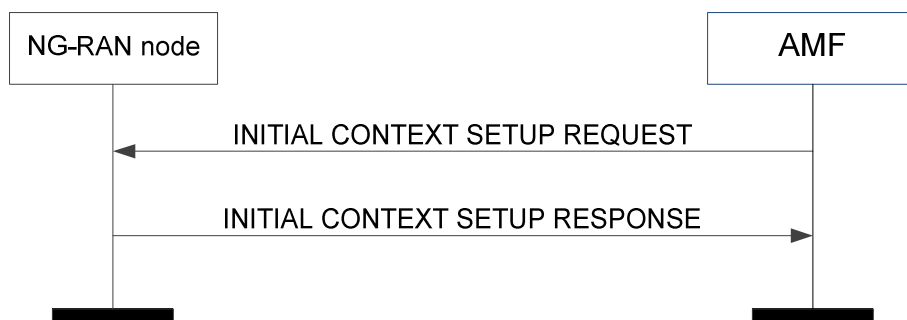 NG-RAN node
AMF
INITIAL CONTEXT SETUP REQUEST
INITIAL CONTEXT SETUP RESPONSE